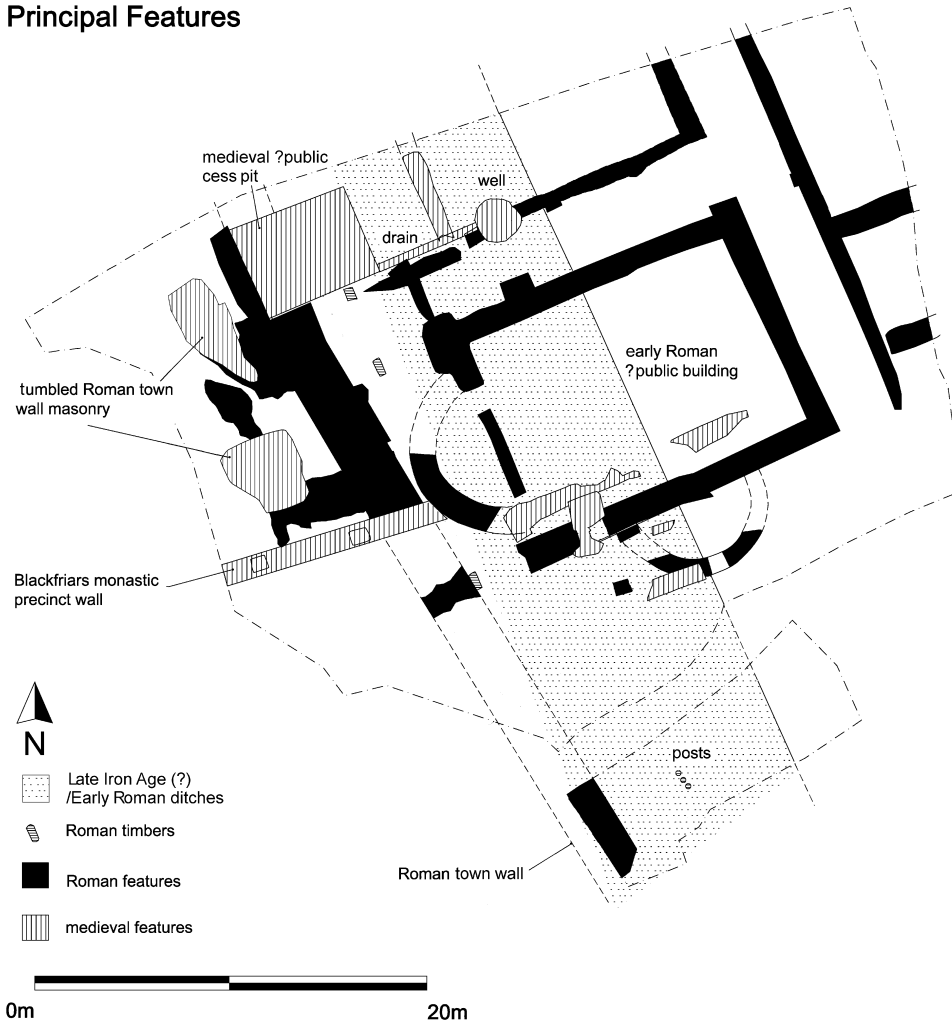 Principal Features
medieval ?public
cess pit
well
drain
early Roman
?public building
tumbled Roman town
wall masonry
Blackfriars monastic
precinct wall
posts
Roman town wall
N
Late Iron Age (?)
/Early Roman ditches
Roman timbers
Roman features
medieval features
0m
20m